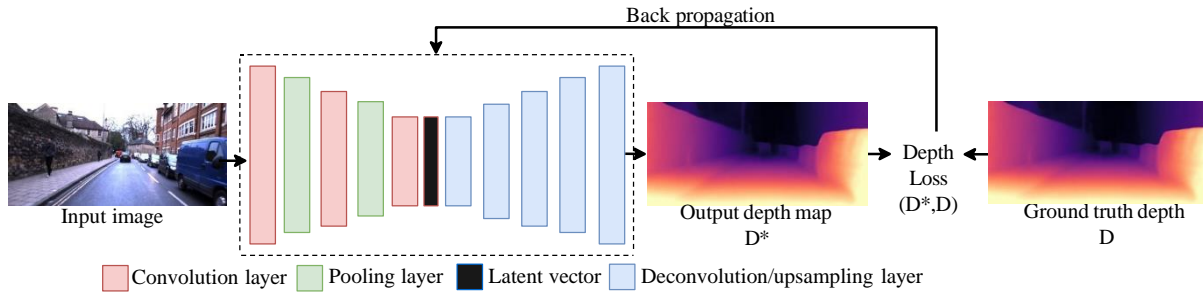 Back propagation
Input image
Output depth map
D*
Depth
Loss
(D*,D)
Ground truth depth
D
Convolution layer
Pooling layer
Latent vector
Deconvolution/upsampling layer